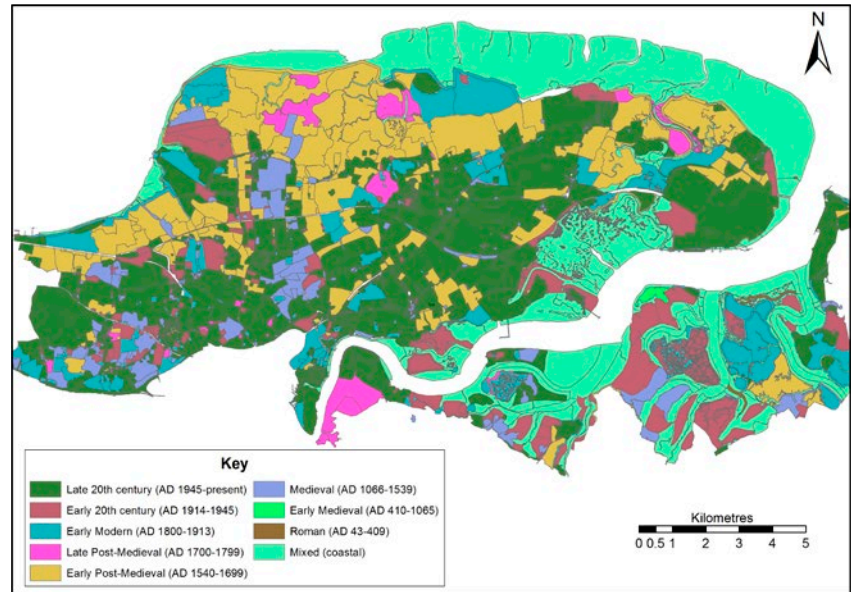 N
Key
Late 20th century (AD 1945-present)
Early 20th century (AD 1914-1945)
Early Modern (AD 1800-1913)
Late Post-Medieval (AD 1700-1799)
Early Post-Medieval (AD 1540-1699)
Medieval (AD 1066-1539)
Early Medieval (AD 410-1065)
Roman (AD 43-409)
Mixed (coastal)
Kilometres
0 0.5 1 2 3 4 5